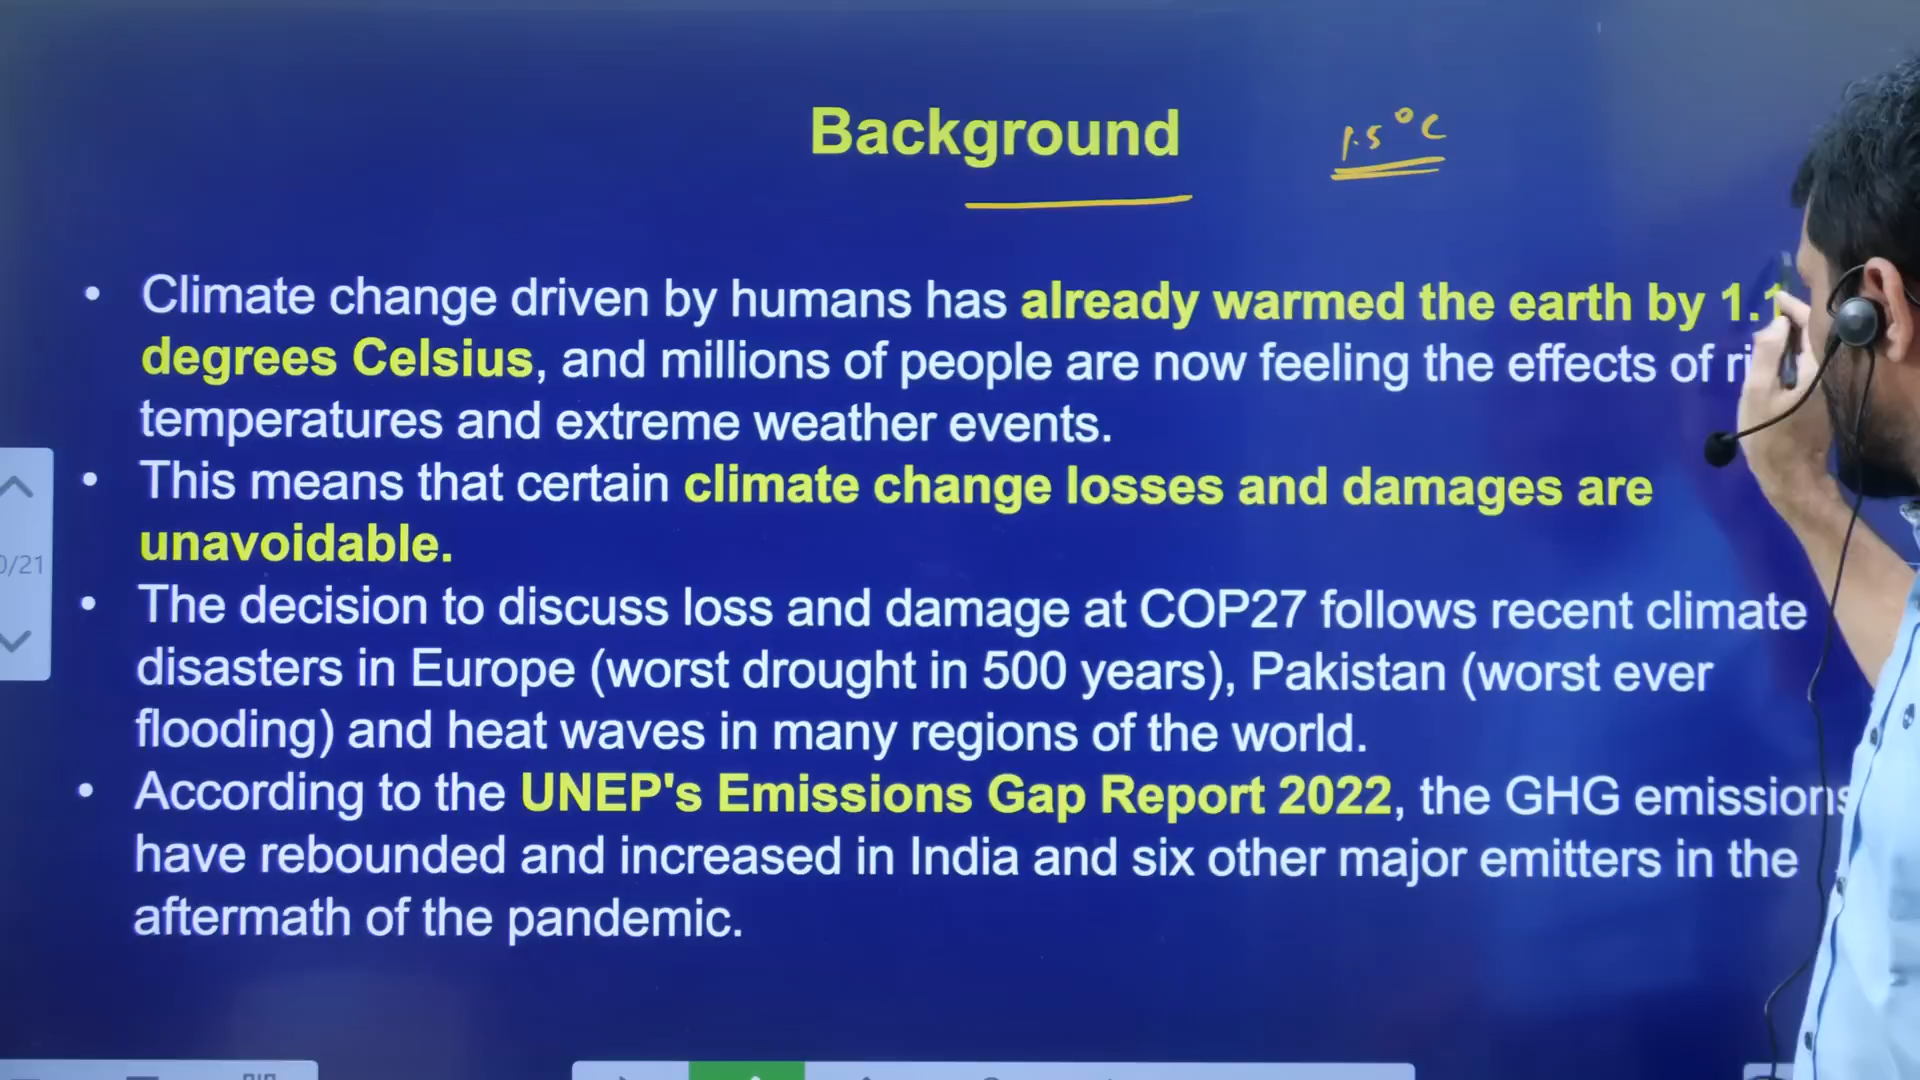 Background
1.5°C
• Climate change driven by humans has already warmed the earth by 1.1
degrees Celsius, and millions of people are now feeling the effects of
temperatures and extreme weather events.
• This means that certain climate change losses and damages are
unavoidable.
• The decision to discuss loss and damage at COP27 follows recent climate
disasters in Europe (worst drought in 500 years), Pakistan (worst ever
flooding) and heat waves in many regions of the world.
• According to the UNEP's Emissions Gap Report 2022, the GHG emissions
have rebounded and increased in India and six other major emitters in the
aftermath of the pandemic.
/21